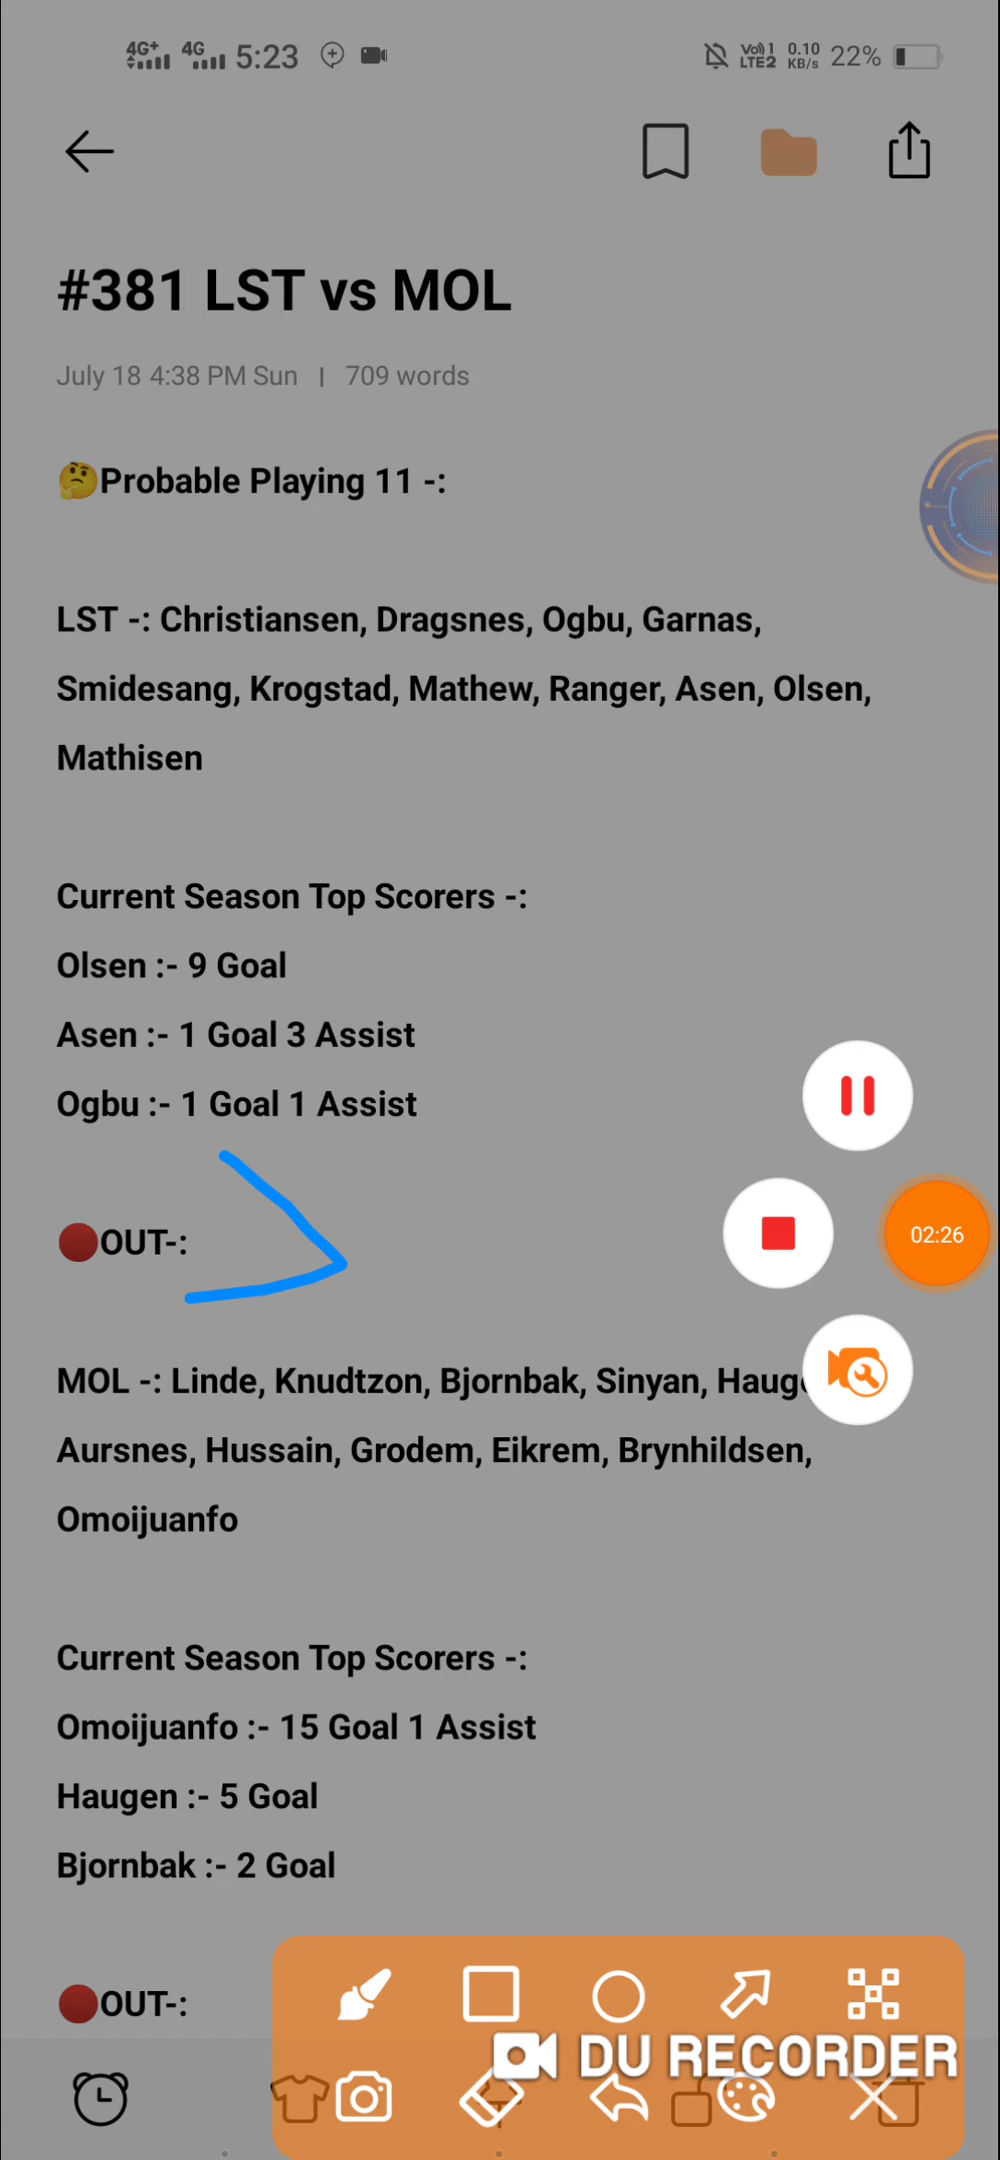 4G+ 4G 5:23 Vo) 1 LTE2 0.10 KB/s 22%
#381 LST vs MOL
July 18 4:38 PM Sun | 709 words
🤔Probable Playing 11 -:
LST -: Christiansen, Dragsnes, Ogbu, Garnas,
Smidesang, Krogstad, Mathew, Ranger, Asen, Olsen,
Mathisen
Current Season Top Scorers -:
Olsen :- 9 Goal
Asen :- 1 Goal 3 Assist
Ogbu :- 1 Goal 1 Assist
🔴OUT-:
02:26
MOL -: Linde, Knudtzon, Bjornbak, Sinyan,
Aursnes, Hussain, Grodem, Eikrem, Brynhildsen,
Omoijuanfo
Current Season Top Scorers -:
Omoijuanfo :- 15 Goal 1 Assist
Haugen :- 5 Goal
Bjornbak :- 2 Goal
🔴OUT-:
DU RECORDER